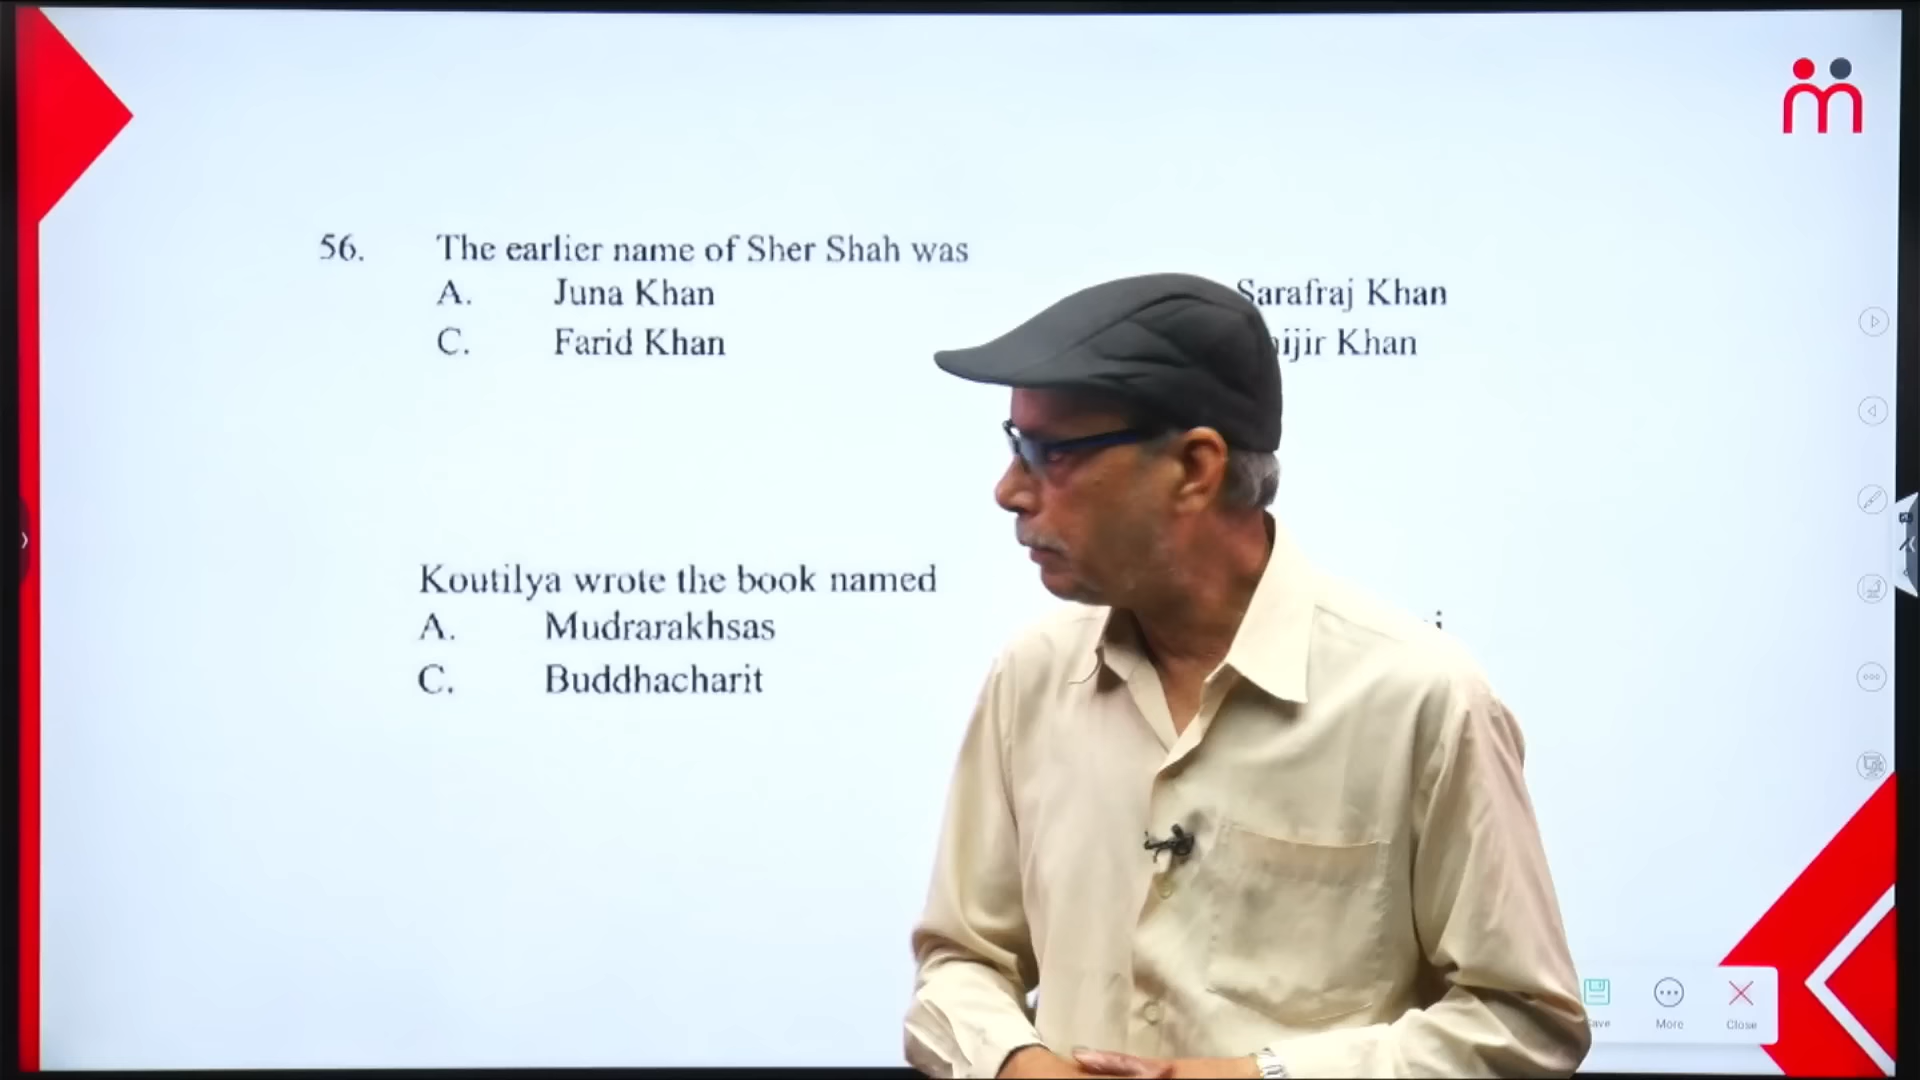 56. The earlier name of Sher Shah was
A. Juna Khan Sarafraj Khan
C. Farid Khan Khan
Koutilya wrote the book named
A. Mudrarakhsas
C. Buddhacharit
More Close